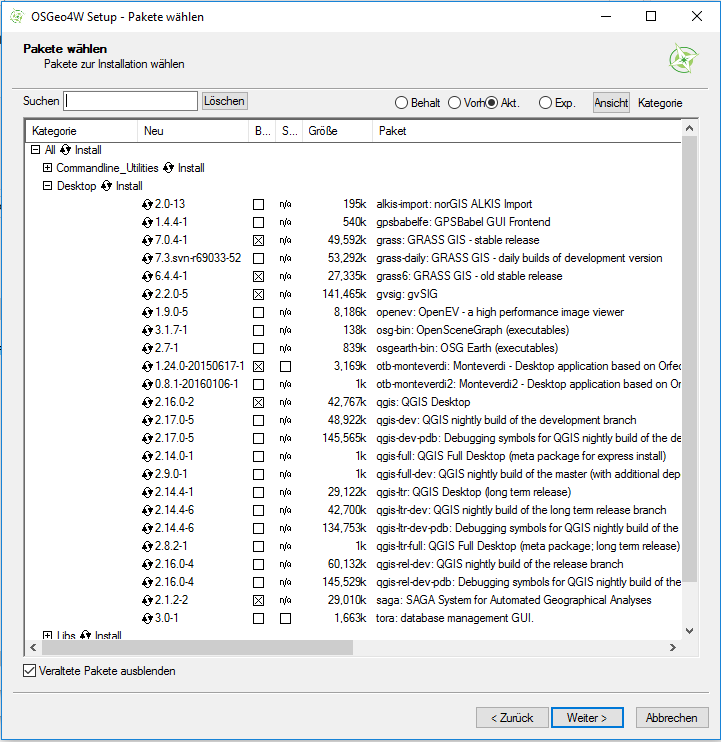 OSGeo4W Setup - Pakete wählen
Pakete wählen
Pakete zur Installation wählen
Suchen Löschen Behalt Vorh Akt. Exp. Ansicht Kategorie
Kategorie Neu B... S... Größe Paket
All Install
Commandline_Utilities Install
Desktop Install
2.0-13 n/a 195k alkis-import: norGIS ALKIS Import
1.4.4-1 n/a 540k gpsbabelfe: GPSBabel GUI Frontend
7.0.4-1 n/a 49,592k grass: GRASS GIS - stable release
7.3.svn-r69033-52 n/a 53,292k grass-daily: GRASS GIS - daily builds of development version
6.4.4-1 n/a 27,335k grass6: GRASS GIS - old stable release
2.2.0-5 n/a 141,465k gvsig: gvSIG
1.9.0-5 n/a 8,186k openev: OpenEV - a high performance image viewer
3.1.7-1 n/a 138k osg-bin: OpenSceneGraph (executables)
2.7-1 n/a 839k osgearth-bin: OSG Earth (executables)
1.24.0-20150617-1 3,169k otb-monteverdi: Monteverdi - Desktop application based on Orfeo
0.8.1-20160106-1 n/a 1k otb-monteverdi2: Monteverdi2 - Desktop application based on Or
2.16.0-2 n/a 42,767k qgis: QGIS Desktop
2.17.0-5 n/a 48,922k qgis-dev: QGIS nightly build of the development branch
2.17.0-5 n/a 145,565k qgis-dev-pdb: Debugging symbols for QGIS nightly build of the de
2.14.0-1 n/a 1k qgis-full: QGIS Full Desktop (meta package for express install)
2.9.0-1 n/a 1k qgis-full-dev: QGIS nightly build of the master (with additional dep
2.14.4-1 n/a 29,122k qgis-ltr: QGIS Desktop (long term release)
2.14.4-6 n/a 42,700k qgis-ltr-dev: QGIS nightly build of the long term release branch
2.14.4-6 n/a 134,753k qgis-ltr-dev-pdb: Debugging symbols for QGIS nightly build of the
2.8.2-1 n/a 1k qgis-ltr-full: QGIS Full Desktop (meta package; long term release)
2.16.0-4 n/a 60,132k qgis-rel-dev: QGIS nightly build of the release branch
2.16.0-4 n/a 145,529k qgis-rel-dev-pdb: Debugging symbols for QGIS nightly build of the
2.1.2-2 n/a 29,010k saga: SAGA System for Automated Geographical Analyses
3.0-1 1,663k tora: database management GUI.
Libs Install
Veraltete Pakete ausblenden
< Zurück Weiter > Abbrechen